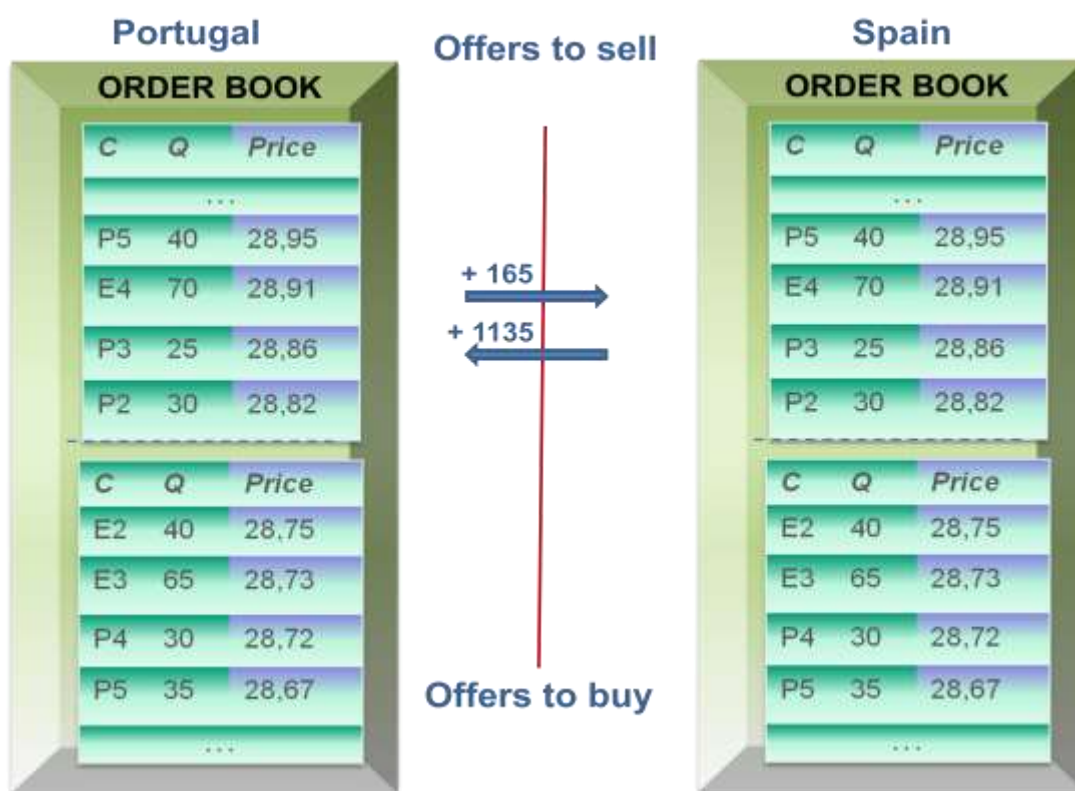 Portugal
ORDER BOOK
C Q Price
...
P5 40 28,95
E4 70 28,91
P3 25 28,86
P2 30 28,82
C Q Price
E2 40 28,75
E3 65 28,73
P4 30 28,72
P5 35 28,67
...
Offers to sell
+ 165
+ 1135
Offers to buy
Spain
ORDER BOOK
C Q Price
...
P5 40 28,95
E4 70 28,91
P3 25 28,86
P2 30 28,82
C Q Price
E2 40 28,75
E3 65 28,73
P4 30 28,72
P5 35 28,67
...